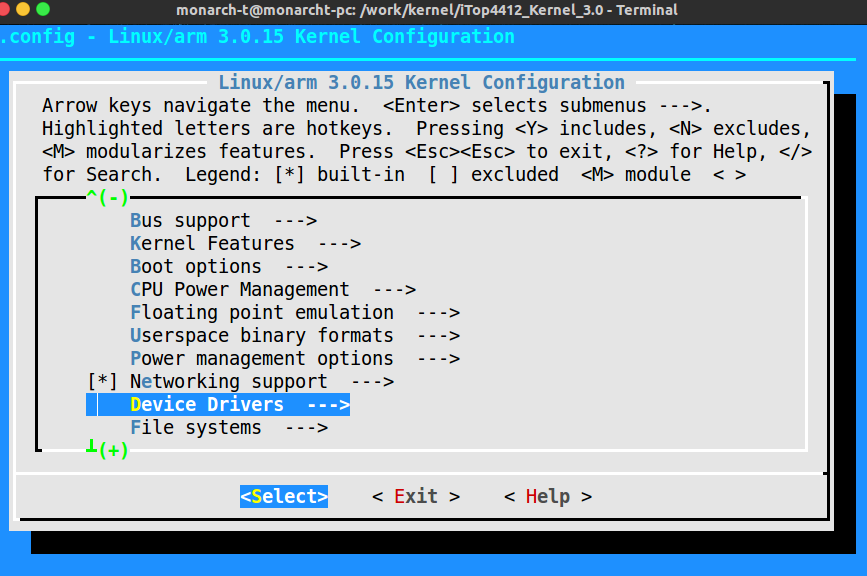 monarch-t@monarcht-pc: /work/kernel/iTop4412_Kernel_3.0 - Terminal
.config - Linux/arm 3.0.15 Kernel Configuration
Linux/arm 3.0.15 Kernel Configuration
Arrow keys navigate the menu.  <Enter> selects submenus --->.
Highlighted letters are hotkeys.  Pressing <Y> includes, <N> excludes,
<M> modularizes features.  Press <Esc><Esc> to exit, <?> for Help, </>
for Search.  Legend: [*] built-in  [ ] excluded  <M> module  < >
^(-)
Bus support  --->
Kernel Features  --->
Boot options  --->
CPU Power Management  --->
Floating point emulation  --->
Userspace binary formats  --->
Power management options  --->
[*] Networking support  --->
Device Drivers  --->
File systems  --->
┴(+)
<Select>    < Exit >    < Help >